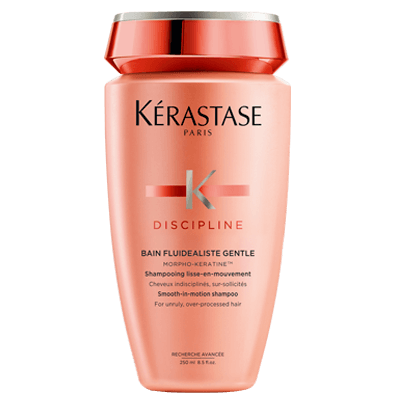 KÉRASTASE
PARIS
K
DISCIPLINE
BAIN FLUIDEALISTE GENTLE
MORPHO-KERATINE™
Shampooing lisse-en-mouvement
Cheveux indisciplinés, sur-sollicités
Smooth-in-motion shampoo
For unruly, over-processed hair
RECHERCHE AVANCÉE
250 ml 8.5 fl.oz.